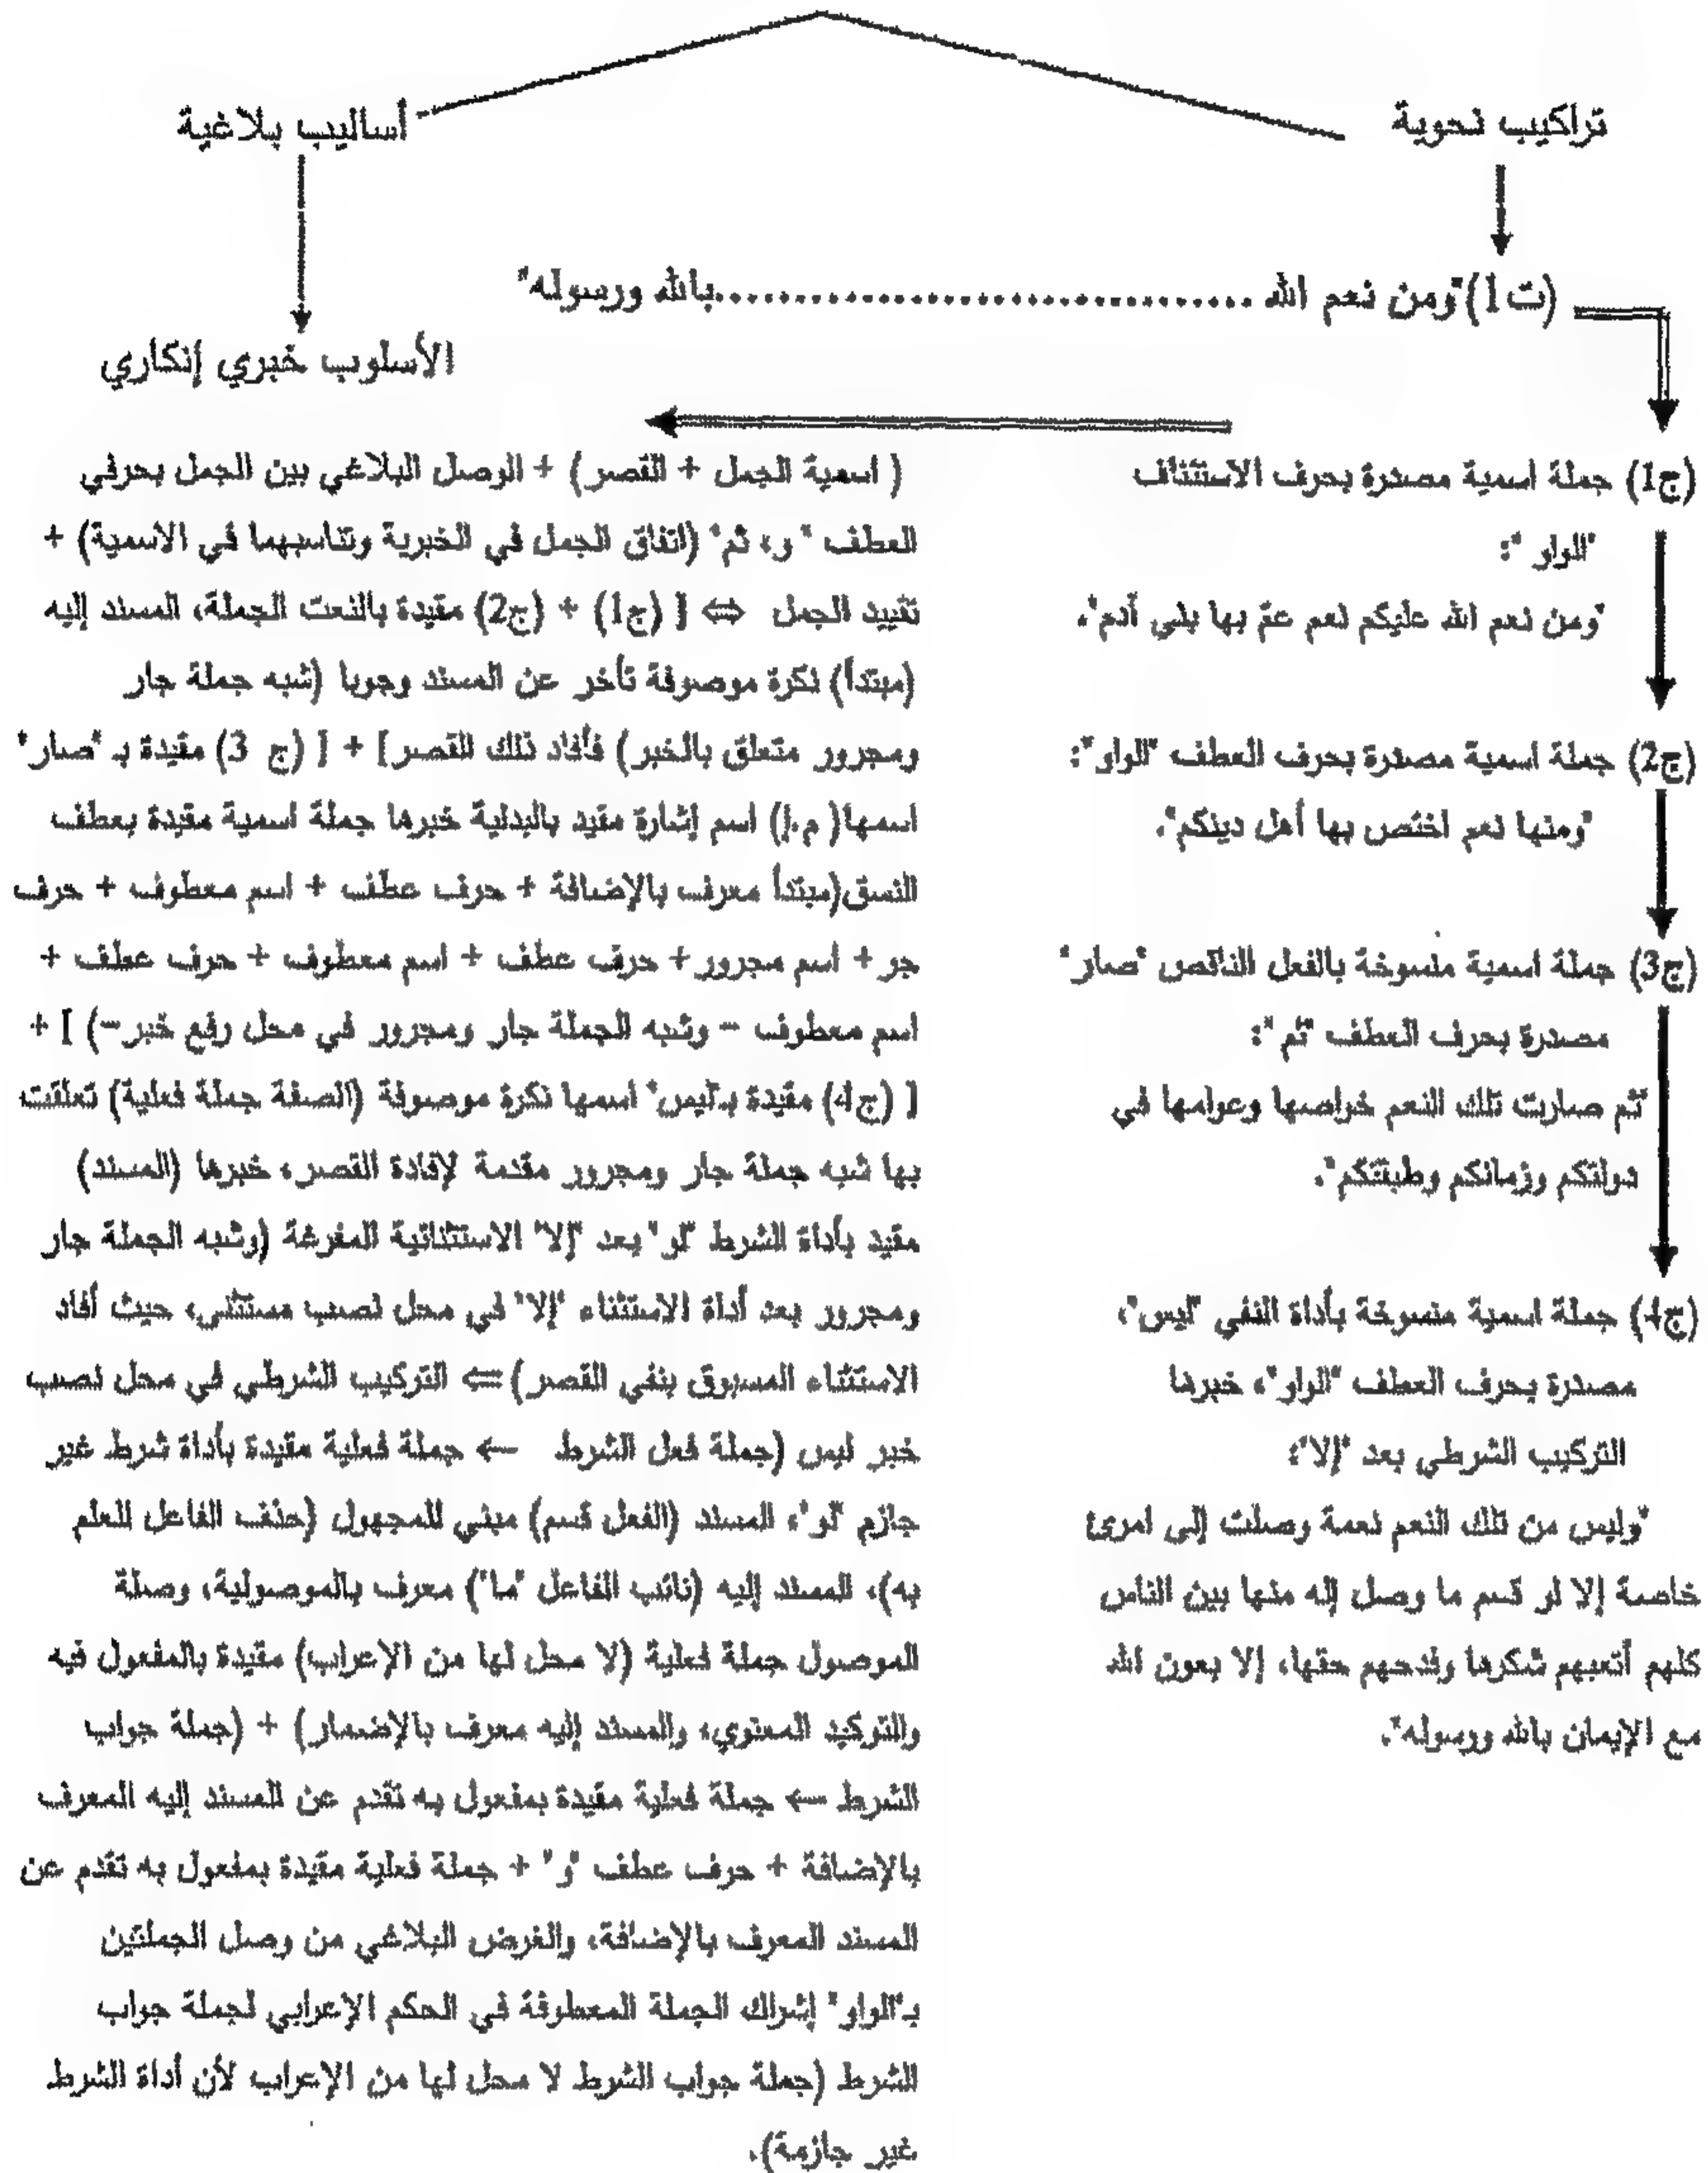 تراكيب نحوية
أساليب بلاغية
(ت1)"ومن نعم الله ................................بالله ورسوله"
الأسلوب خبري إنكاري
(ج1) جملة اسمية مصدرة بحرف الاستئناف
"الواو":
"ومن نعم الله عليكم نعم عمّ بها بني آدم".
(ج2) جملة اسمية مصدرة بحرف العطف "الواو":
"ومنها نعم اختص بها أهل دينكم".
(ج3) جملة اسمية منسوخة بالفعل الناقص "صار"
مصدرة بحرف العطف "ثم":
"ثم صارت تلك النعم خواصها وعوامها في
دولتكم وزمانكم وطبقتكم".
(ج4) جملة اسمية منسوخة بأداة النفي "ليس"،
مصدرة بحرف العطف "الواو"، خبرها
التركيب الشرطي بعد "إلا":
"وليس من تلك النعم نعمة وصلت إلى امرئ
خاصة إلا لو قسم ما وصل إله منها بين الناس
كلهم أتعبهم شكرها وفدحهم حقها، إلا بعون الله
مع الإيمان بالله ورسوله".
( اسمية الجمل + القصر) + الوصل البلاغي بين الجمل بحرفي
العطف " و، ثم" (اتفاق الجمل في الخبرية وتناسبهما في الاسمية) +
تقييد الجمل ⇔ [ (ج1) + (ج2) مقيدة بالنعت الجملة، المسند إليه
(مبتدأ) نكرة موصوفة تأخر عن المسند وجوبا (شبه جملة جار
ومجرور متعلق بالخبر) فأفاد ذلك القصر] + [ (ج 3) مقيدة بـ "صار"
اسمها( م.إ) اسم إشارة مقيد بالبدلية خبرها جملة اسمية مقيدة بعطف
النسق(مبتدأ معرف بالإضافة + حرف عطف + اسم معطوف + حرف
جر + اسم مجرور+ حرف عطف + اسم معطوف + حرف عطف +
اسم معطوف – وشبه الجملة جار ومجرور في محل رفع خبر–) ] +
[ (ج4) مقيدة بـ"ليس" اسمها نكرة موصوفة (الصفة جملة فعلية) تعلقت
بها شبه جملة جار ومجرور مقدمة لإفادة القصر، خبرها (المسند)
مقيد بأداة الشرط "لو" بعد "إلا" الاستثنائية المفرغة (وشبه الجملة جار
ومجرور بعد أداة الاستثناء "إلا" في محل نصب مستثنى، حيث أفاد
الاستثناء المسبوق بنفي القصر) ⇐ التركيب الشرطي في محل نصب
خبر ليس (جملة فعل الشرط ← جملة فعلية مقيدة بأداة شرط غير
جازم "لو"، المسند (الفعل قسم) مبني للمجهول (حذف الفاعل للعلم
به)، المسند إليه (نائب الفاعل "ما") معرف بالموصولية، وصلة
الموصول جملة فعلية (لا محل لها من الإعراب) مقيدة بالمفعول فيه
والتوكيد المعنوي، والمسند إليه معرف بالإضمار) + (جملة جواب
الشرط ← جملة فعلية مقيدة بمفعول به تقدم عن المسند إليه المعرف
بالإضافة + حرف عطف "و" + جملة فعلية مقيدة بمفعول به تقدم عن
المسند المعرف بالإضافة، والغرض البلاغي من وصل الجملتين
بـ"الواو" إشراك الجملة المعطوفة في الحكم الإعرابي لجملة جواب
الشرط (جملة جواب الشرط لا محل لها من الإعراب لأن أداة الشرط
غير جازمة).